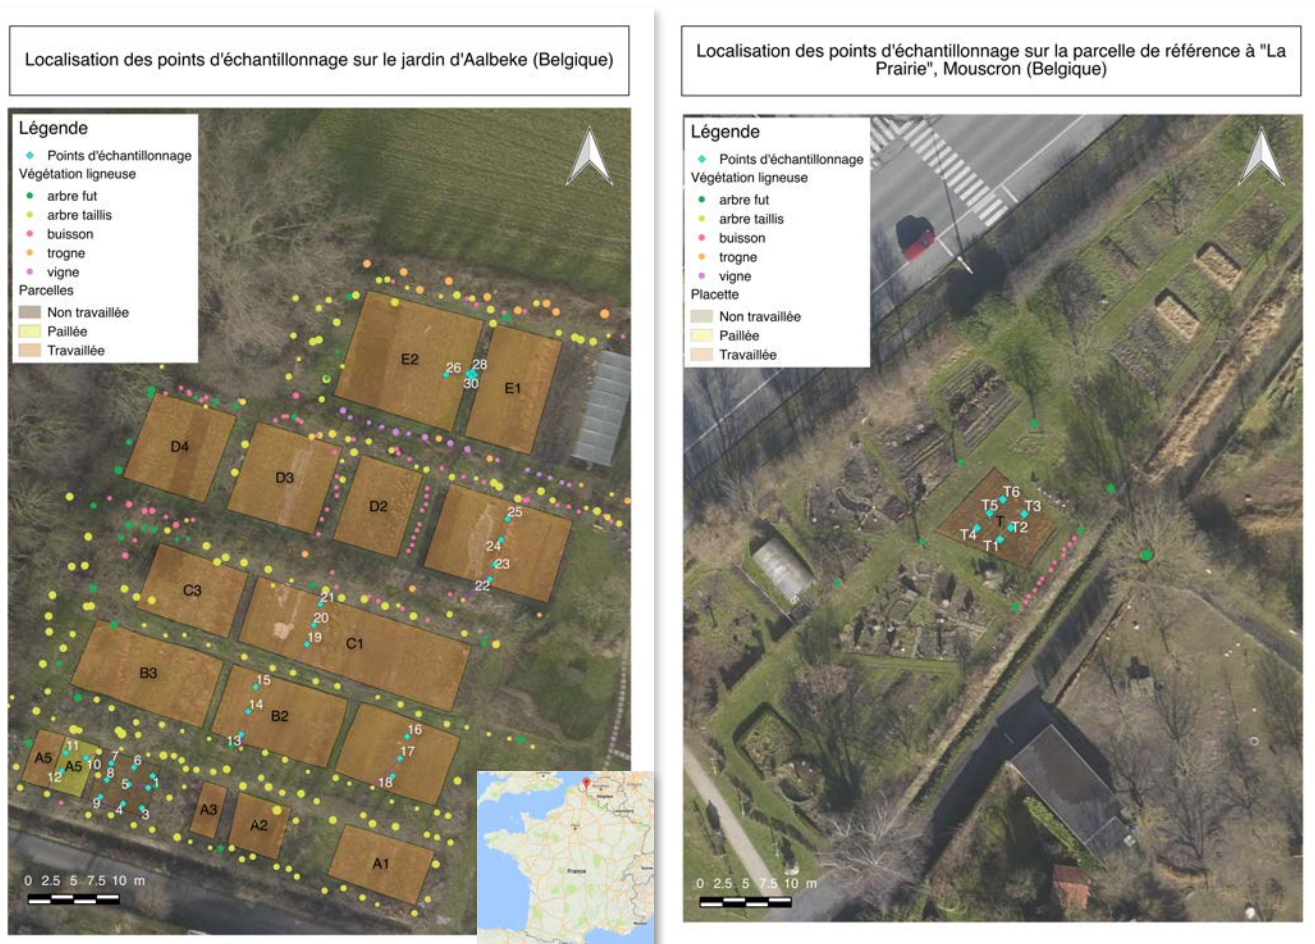 Localisation des points d'échantillonnage sur le jardin d'Aalbeke (Belgique)
Légende
Points d'échantillonnage
Végétation ligneuse
arbre fut
arbre taillis
buisson
trogne
vigne
Parcelles
Non travaillée
Paillée
Travaillée
E2
26
28
30
E1
D4
D3
D2
25
24
23
22
C3
21
20
19
C1
B3
15
14
B2
13
16
17
18
A5
11
A5
12
10
7
6
8
5
1
9
4
3
A3
A2
A1
0 2.5 5 7.5 10 m
France
Localisation des points d'échantillonnage sur la parcelle de référence à "La
Prairie", Mouscron (Belgique)
Légende
Points d'échantillonnage
Végétation ligneuse
arbre fut
arbre taillis
buisson
trogne
vigne
Placette
Non travaillée
Paillée
Travaillée
T6
T5
T3
T
T4
T2
T1
0 2.5 5 7.5 10 m